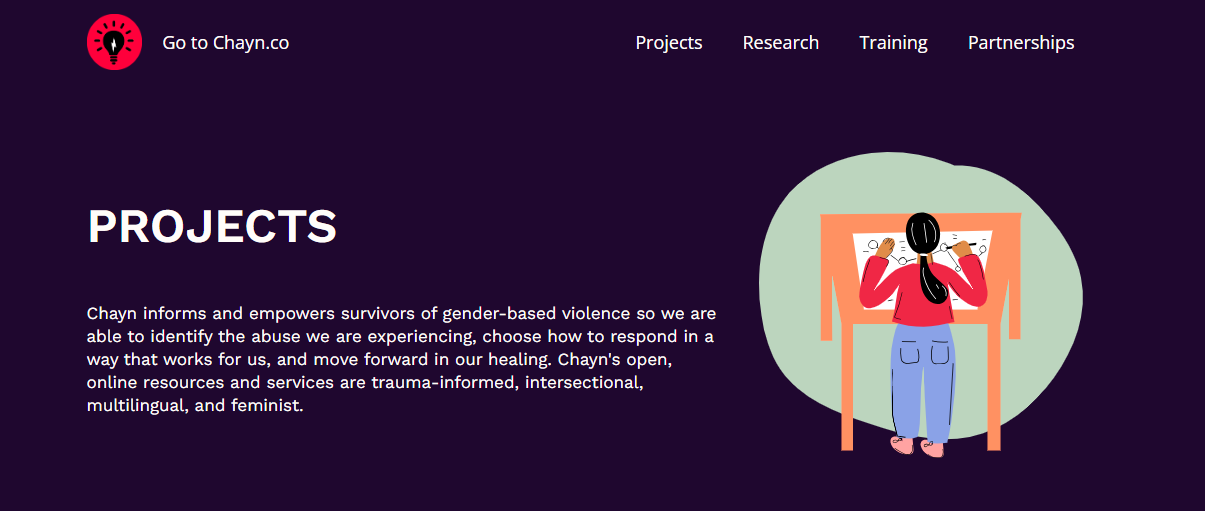 Go to Chayn.co
Projects
Research
Training
Partnerships
PROJECTS
Chayn informs and empowers survivors of gender-based violence so we are
able to identify the abuse we are experiencing, choose how to respond in a
way that works for us, and move forward in our healing. Chayn's open,
online resources and services are trauma-informed, intersectional,
multilingual, and feminist.